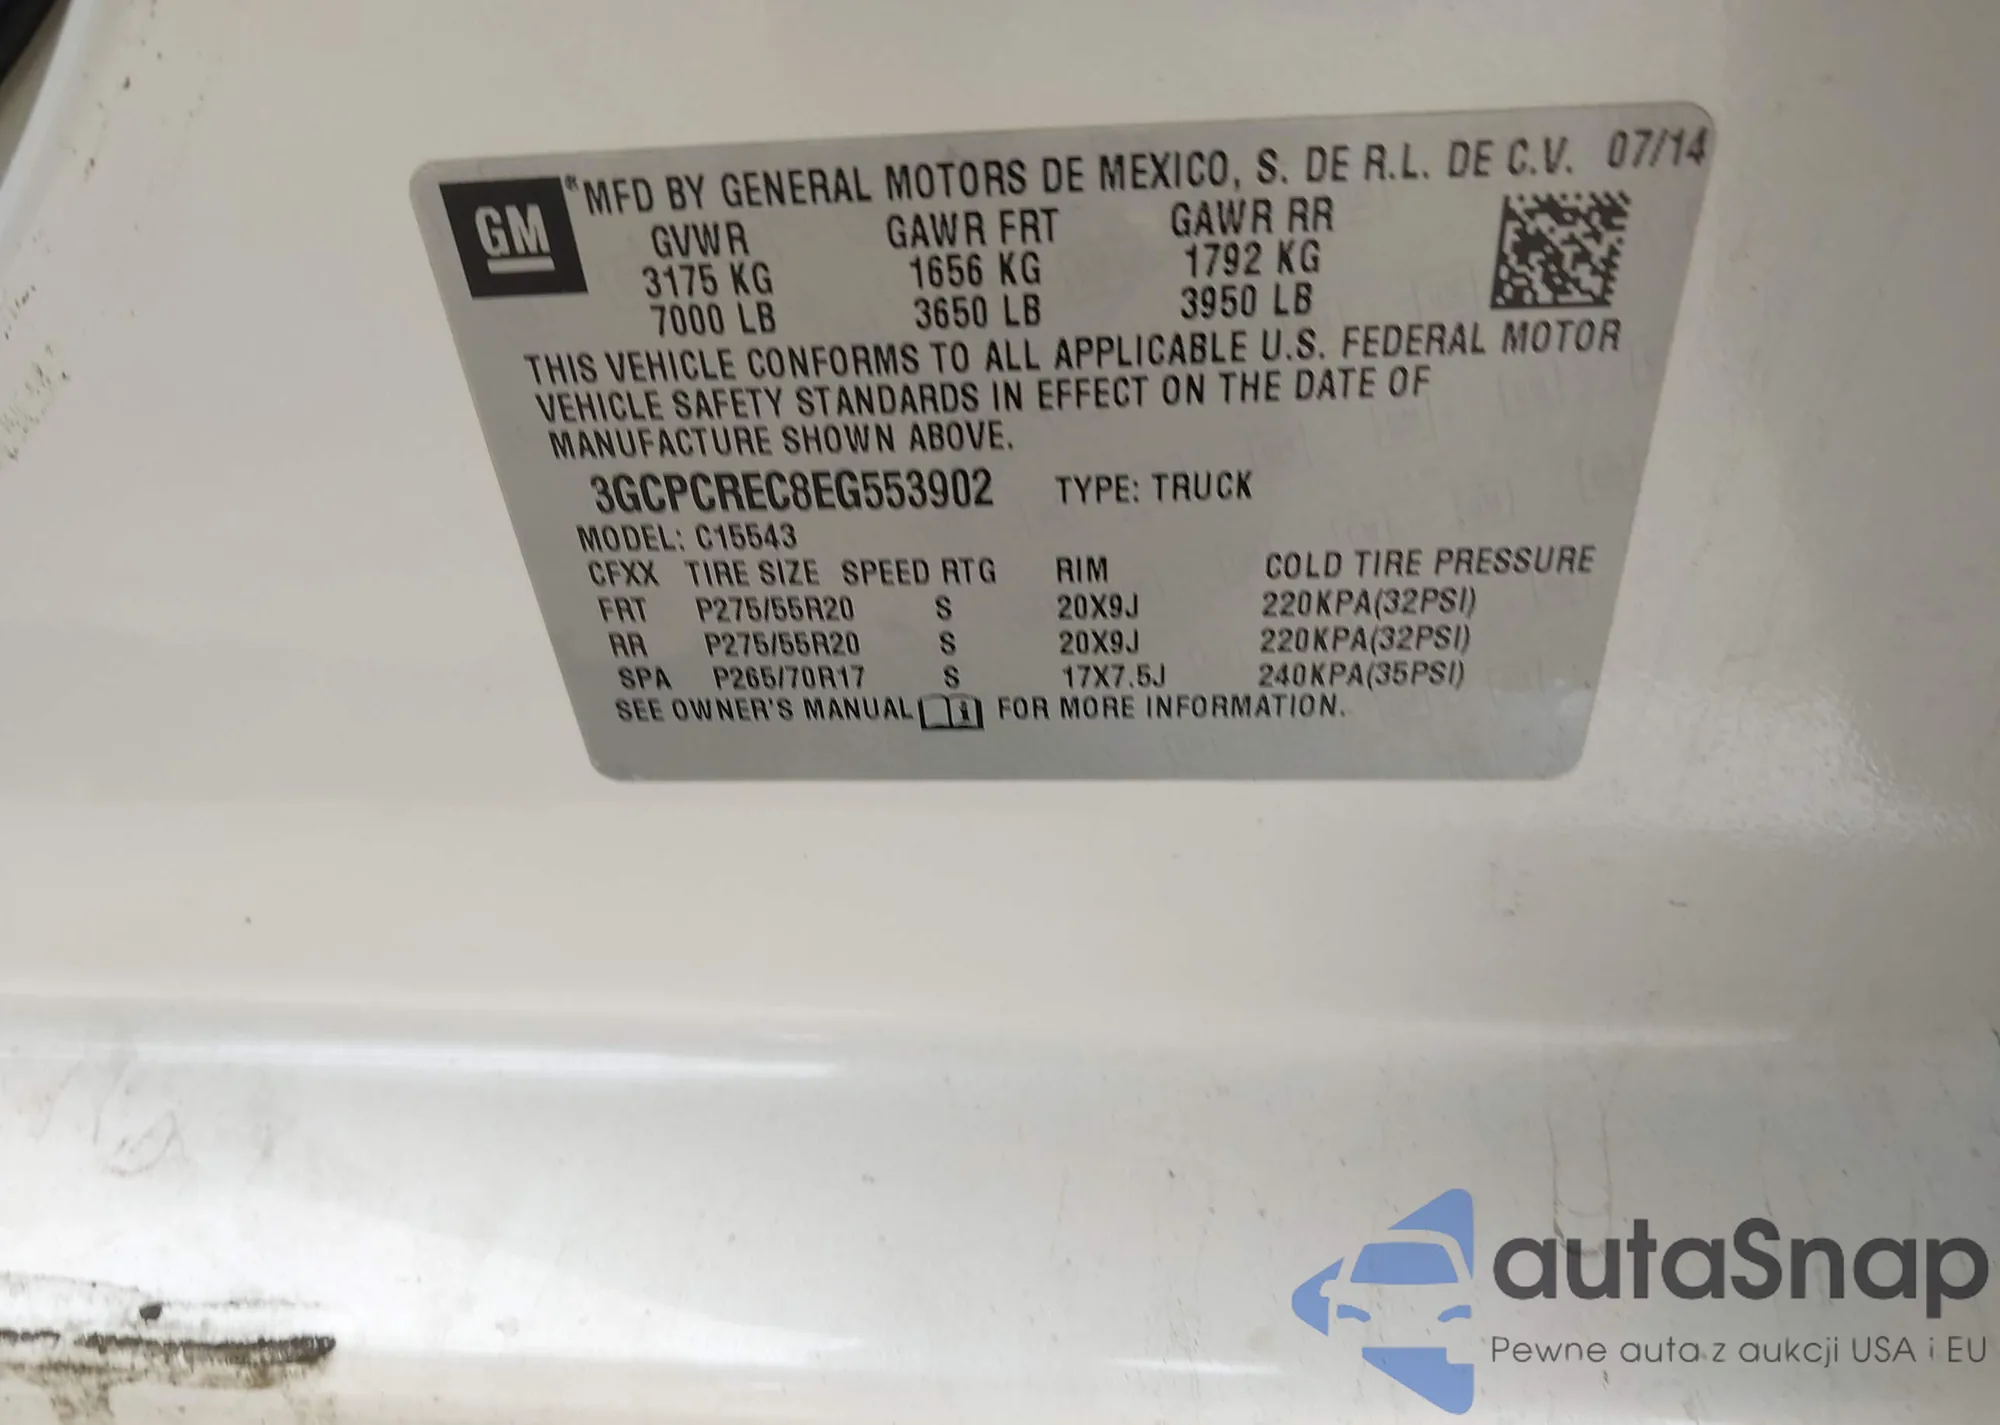 GM ® MFD BY GENERAL MOTORS DE MEXICO, S. DE R.L. DE C.V. 07/14
GVWR GAWR FRT GAWR RR
3175 KG 1656 KG 1792 KG
7000 LB 3650 LB 3950 LB
THIS VEHICLE CONFORMS TO ALL APPLICABLE U.S. FEDERAL MOTOR
VEHICLE SAFETY STANDARDS IN EFFECT ON THE DATE OF
MANUFACTURE SHOWN ABOVE.
3GCPCREC8EG553902 TYPE: TRUCK
MODEL: C15543
CFXX TIRE SIZE SPEED RTG RIM COLD TIRE PRESSURE
FRT P275/55R20 S 20X9J 220KPA(32PSI)
RR P275/55R20 S 20X9J 220KPA(32PSI)
SPA P265/70R17 S 17X7.5J 240KPA(35PSI)
SEE OWNER'S MANUAL FOR MORE INFORMATION.
autaSnap
Pewne auta z aukcji USA i EU